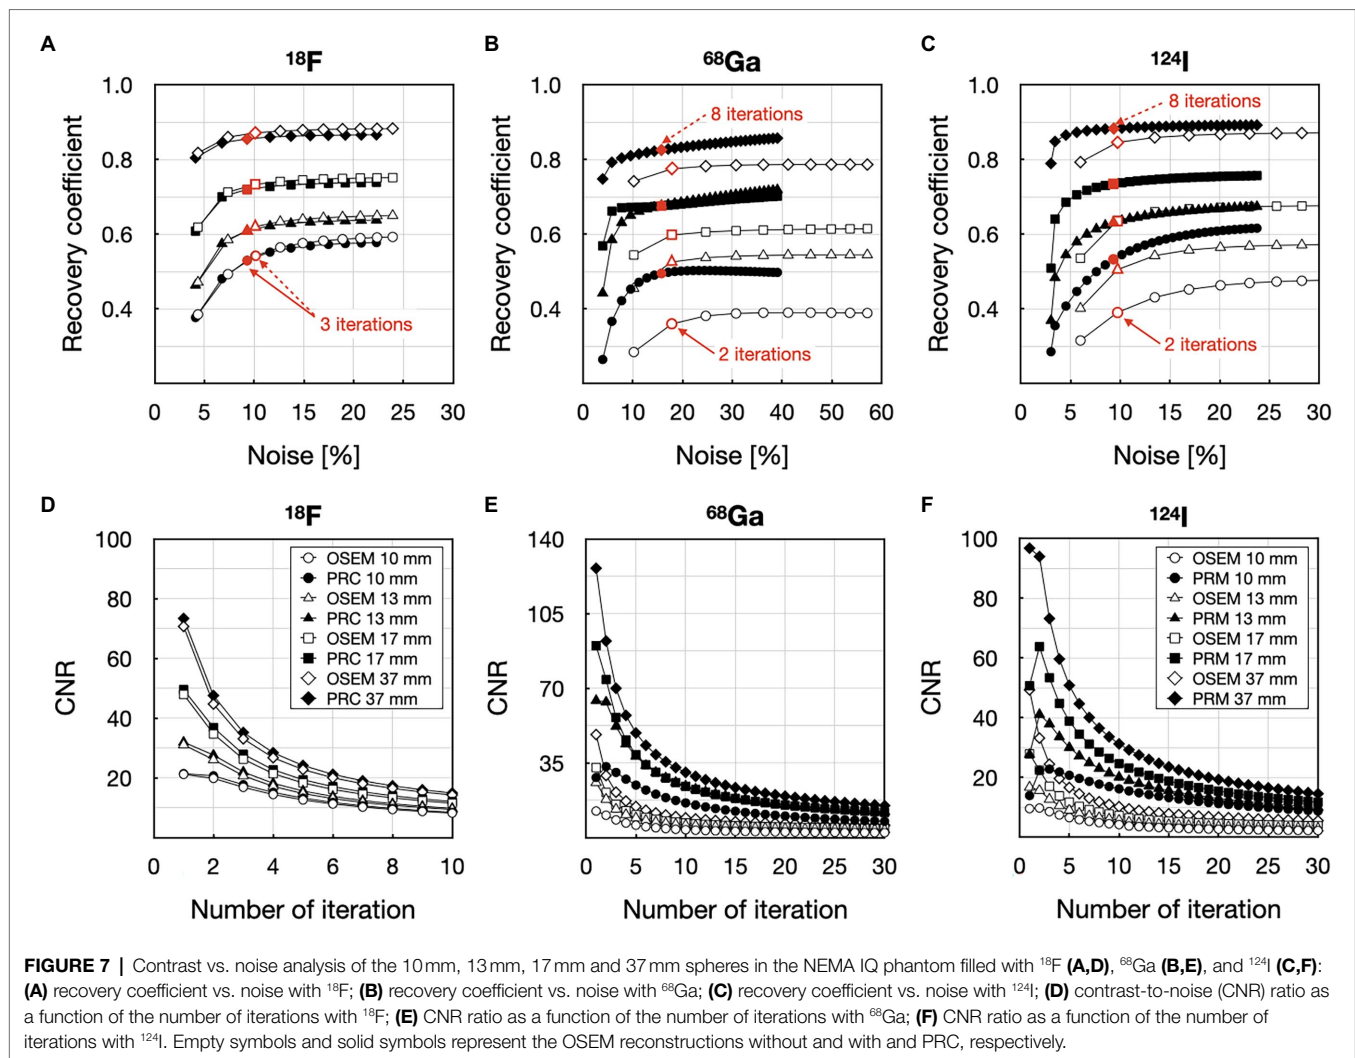 A
18F
Recovery coefficient
1.0
0.8
0.6
0.4
3 iterations
0 5 10 15 20 25 30
Noise [%]
B
68Ga
Recovery coefficient
1.0
0.8
0.6
0.4
8 iterations
2 iterations
0 10 20 30 40 50 60
Noise [%]
C
124I
Recovery coefficient
1.0
0.8
0.6
0.4
8 iterations
2 iterations
0 5 10 15 20 25 30
Noise [%]
D
18F
CNR
100
80
60
40
20
OSEM 10 mm
PRC 10 mm
OSEM 13 mm
PRC 13 mm
OSEM 17 mm
PRC 17 mm
OSEM 37 mm
PRC 37 mm
0 2 4 6 8 10
Number of iteration
E
68Ga
CNR
140
105
70
35
0 5 10 15 20 25 30
Number of iteration
F
124I
CNR
100
80
60
40
20
OSEM 10 mm
PRM 10 mm
OSEM 13 mm
PRM 13 mm
OSEM 17 mm
PRM 17 mm
OSEM 37 mm
PRM 37 mm
0 5 10 15 20 25 30
Number of iteration
FIGURE 7 | Contrast vs. noise analysis of the 10 mm, 13 mm, 17 mm and 37 mm spheres in the NEMA IQ phantom filled with 18F (A,D), 68Ga (B,E), and 124I (C,F):
(A) recovery coefficient vs. noise with 18F; (B) recovery coefficient vs. noise with 68Ga; (C) recovery coefficient vs. noise with 124I; (D) contrast-to-noise (CNR) ratio as
a function of the number of iterations with 18F; (E) CNR ratio as a function of the number of iterations with 68Ga; (F) CNR ratio as a function of the number of
iterations with 124I. Empty symbols and solid symbols represent the OSEM reconstructions without and with and PRC, respectively.